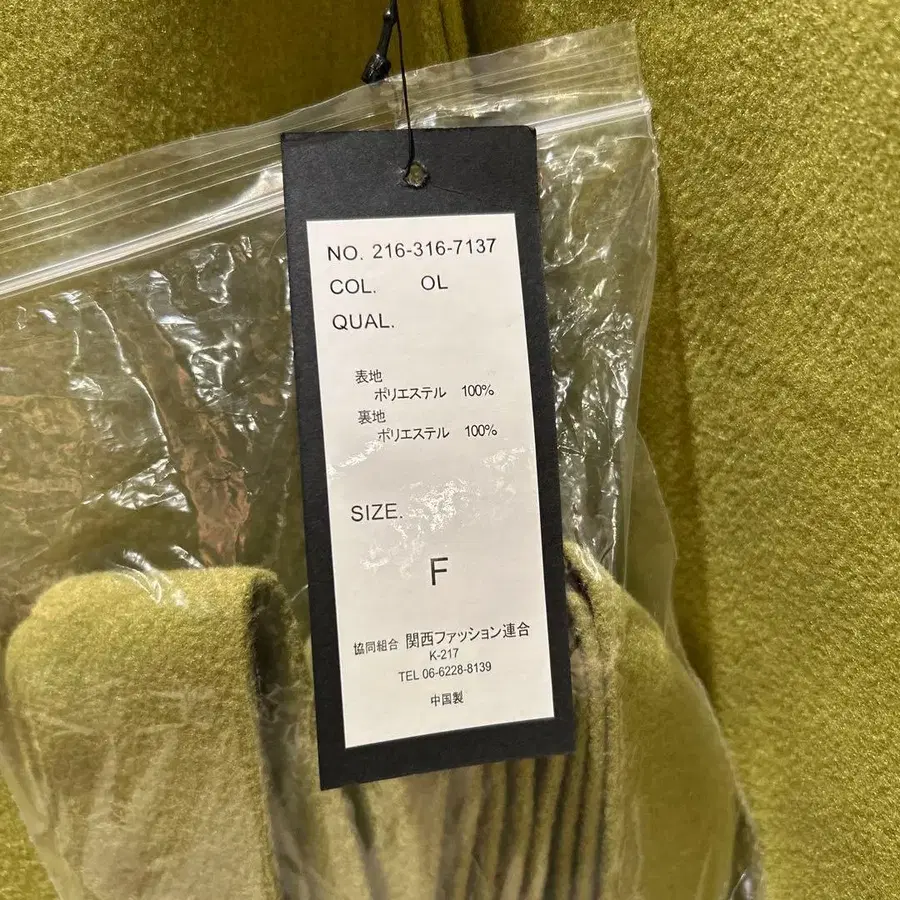 NO. 216-316-7137
COL. OL
QUAL.
表地
ポリエステル 100%
裏地
ポリエステル 100%
SIZE.
F
協同組合 関西ファッション連合
K-217
TEL 06-6228-8139
中国製